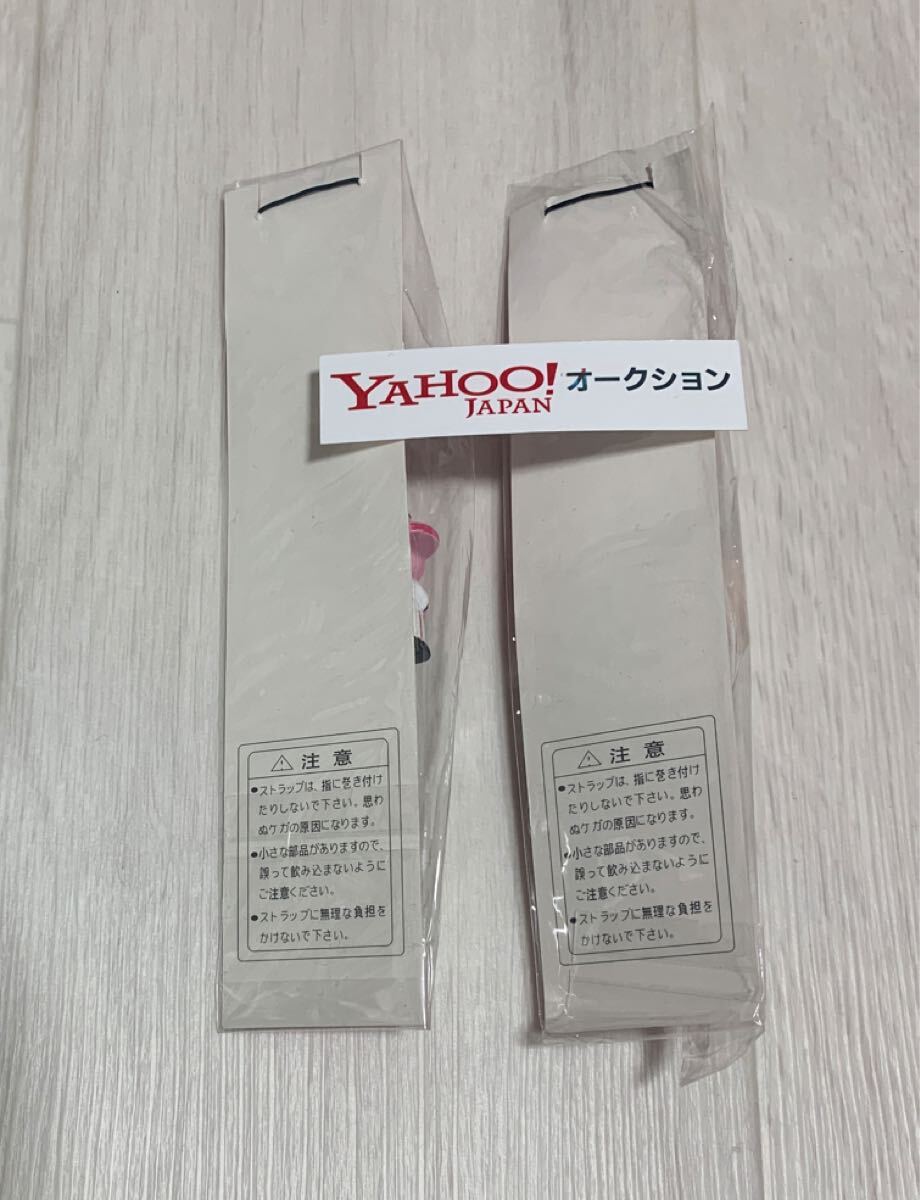 YAHOO! オークション
JAPAN
注意
●ストラップは、指に巻き付け
たりしないで下さい。思わ
ぬケガの原因になります。
●小さな部品がありますので、
誤って飲み込まないように
ご注意ください。
●ストラップに無理な負担を
かけないで下さい。
注意
●ストラップは、指に巻き付け
たりしないで下さい。思わ
ぬケガの原因になります。
●小さな部品がありますので、
誤って飲み込まないように
ご注意ください。
●ストラップに無理な負担を
かけないで下さい。